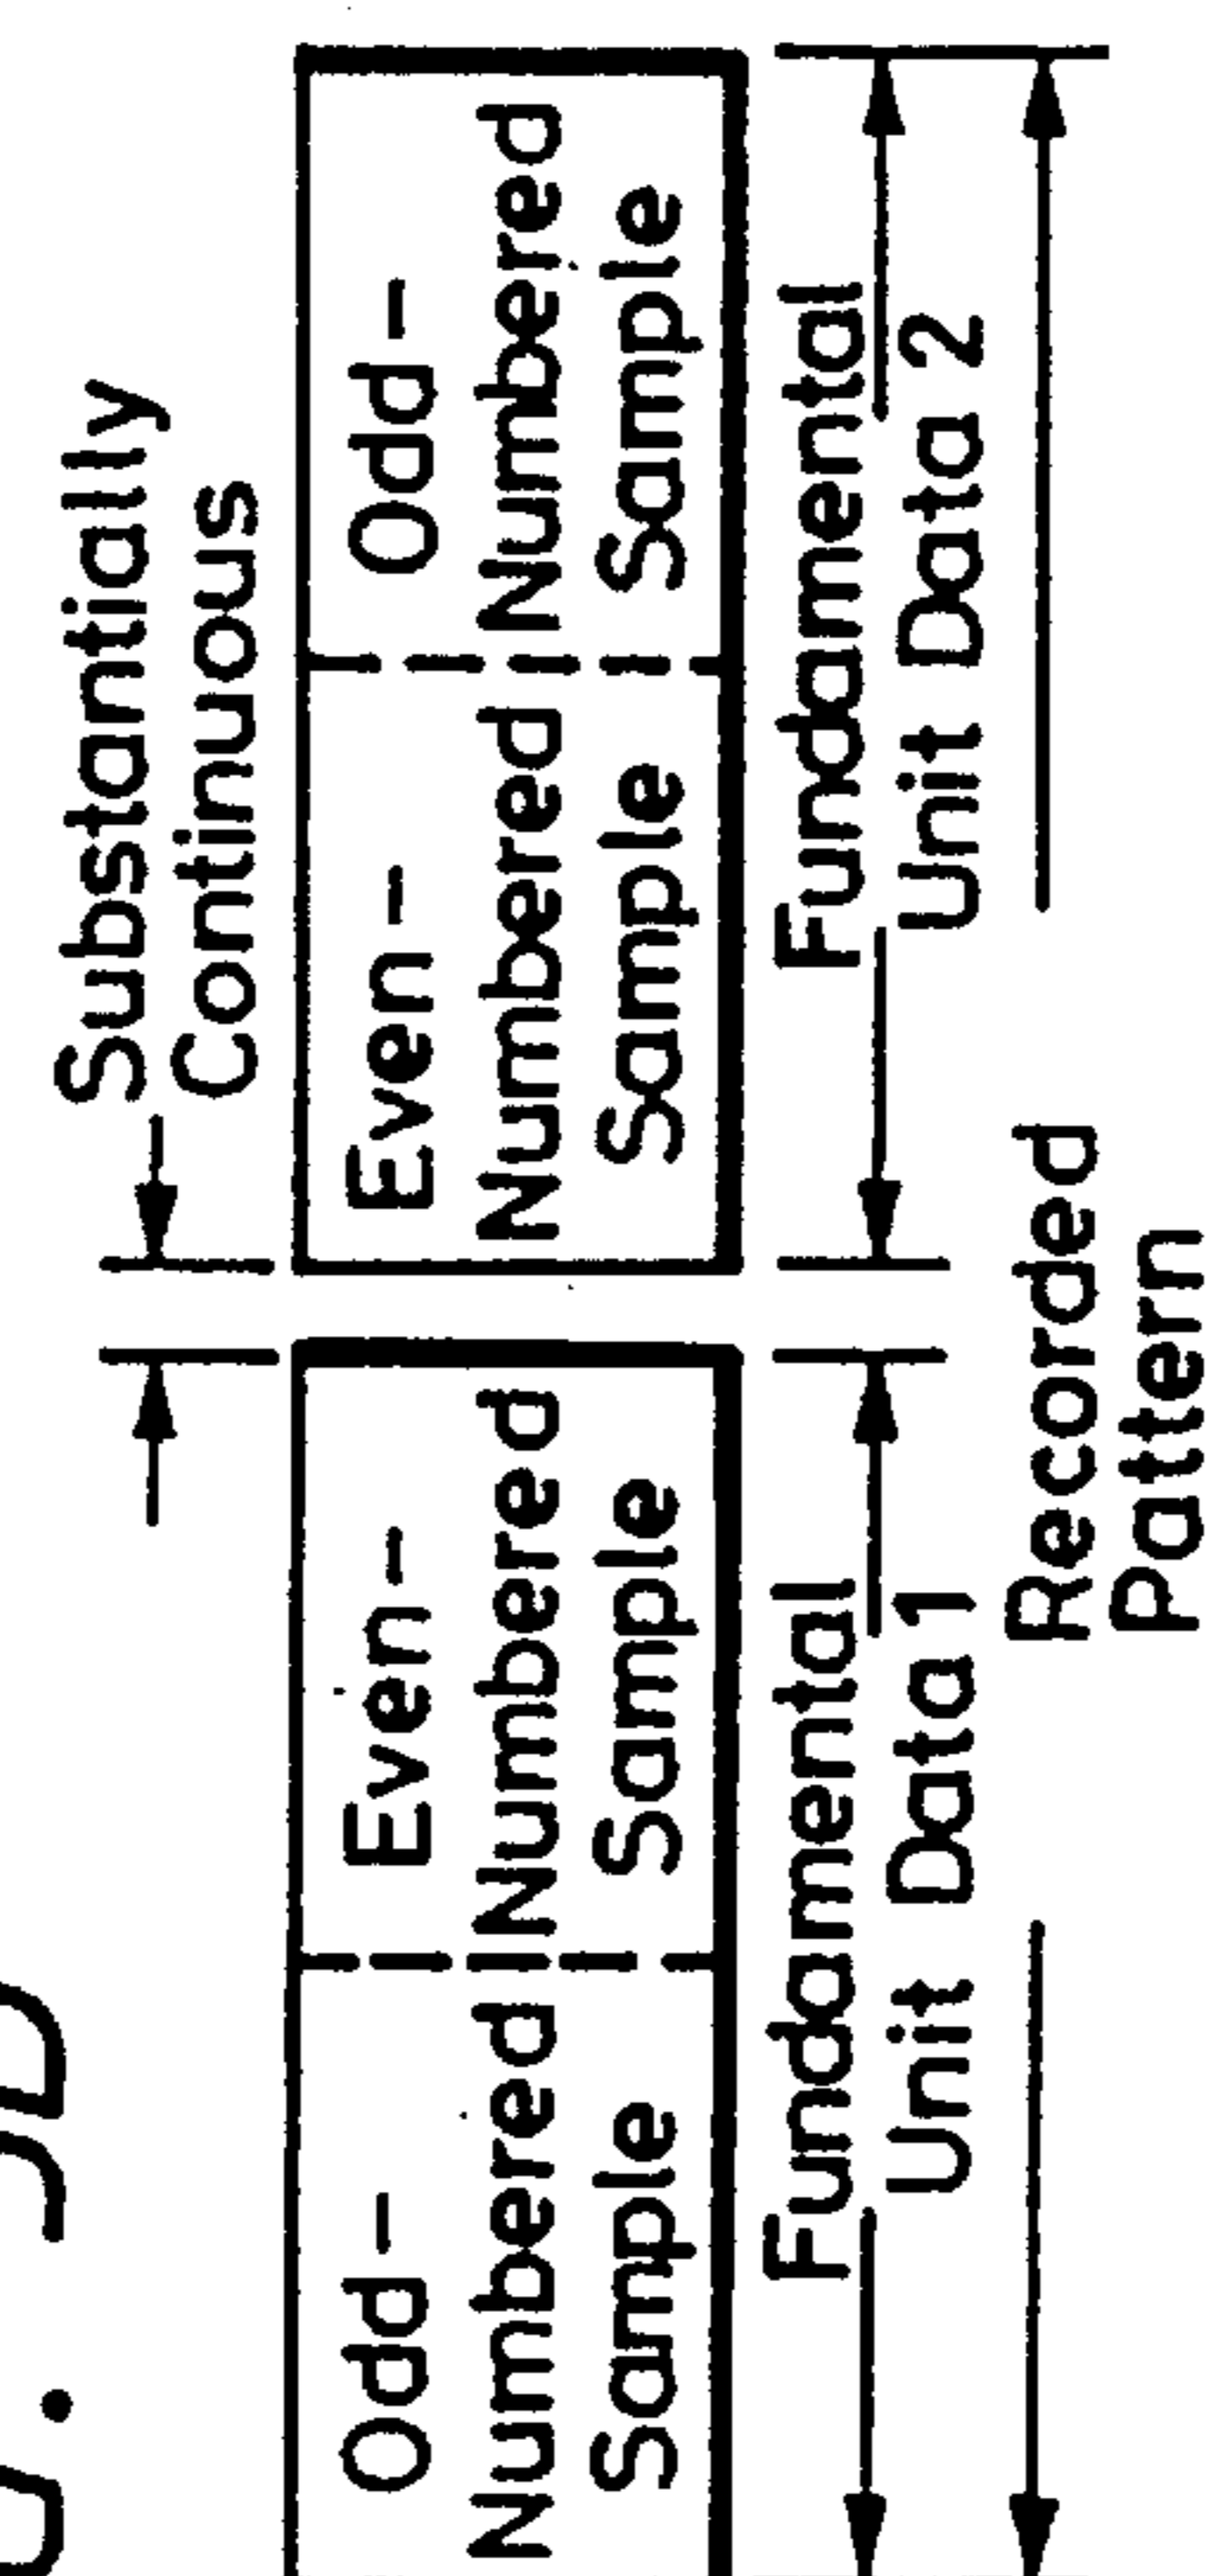 Substantially
Continuous
Odd-
Numbered
Sample
Even-
Numbered
Sample
Even-
Numbered
Sample
Odd-
Numbered
Sample
Fundamental
Unit Data 1
Fundamental
Unit Data 2
Recorded
Pattern